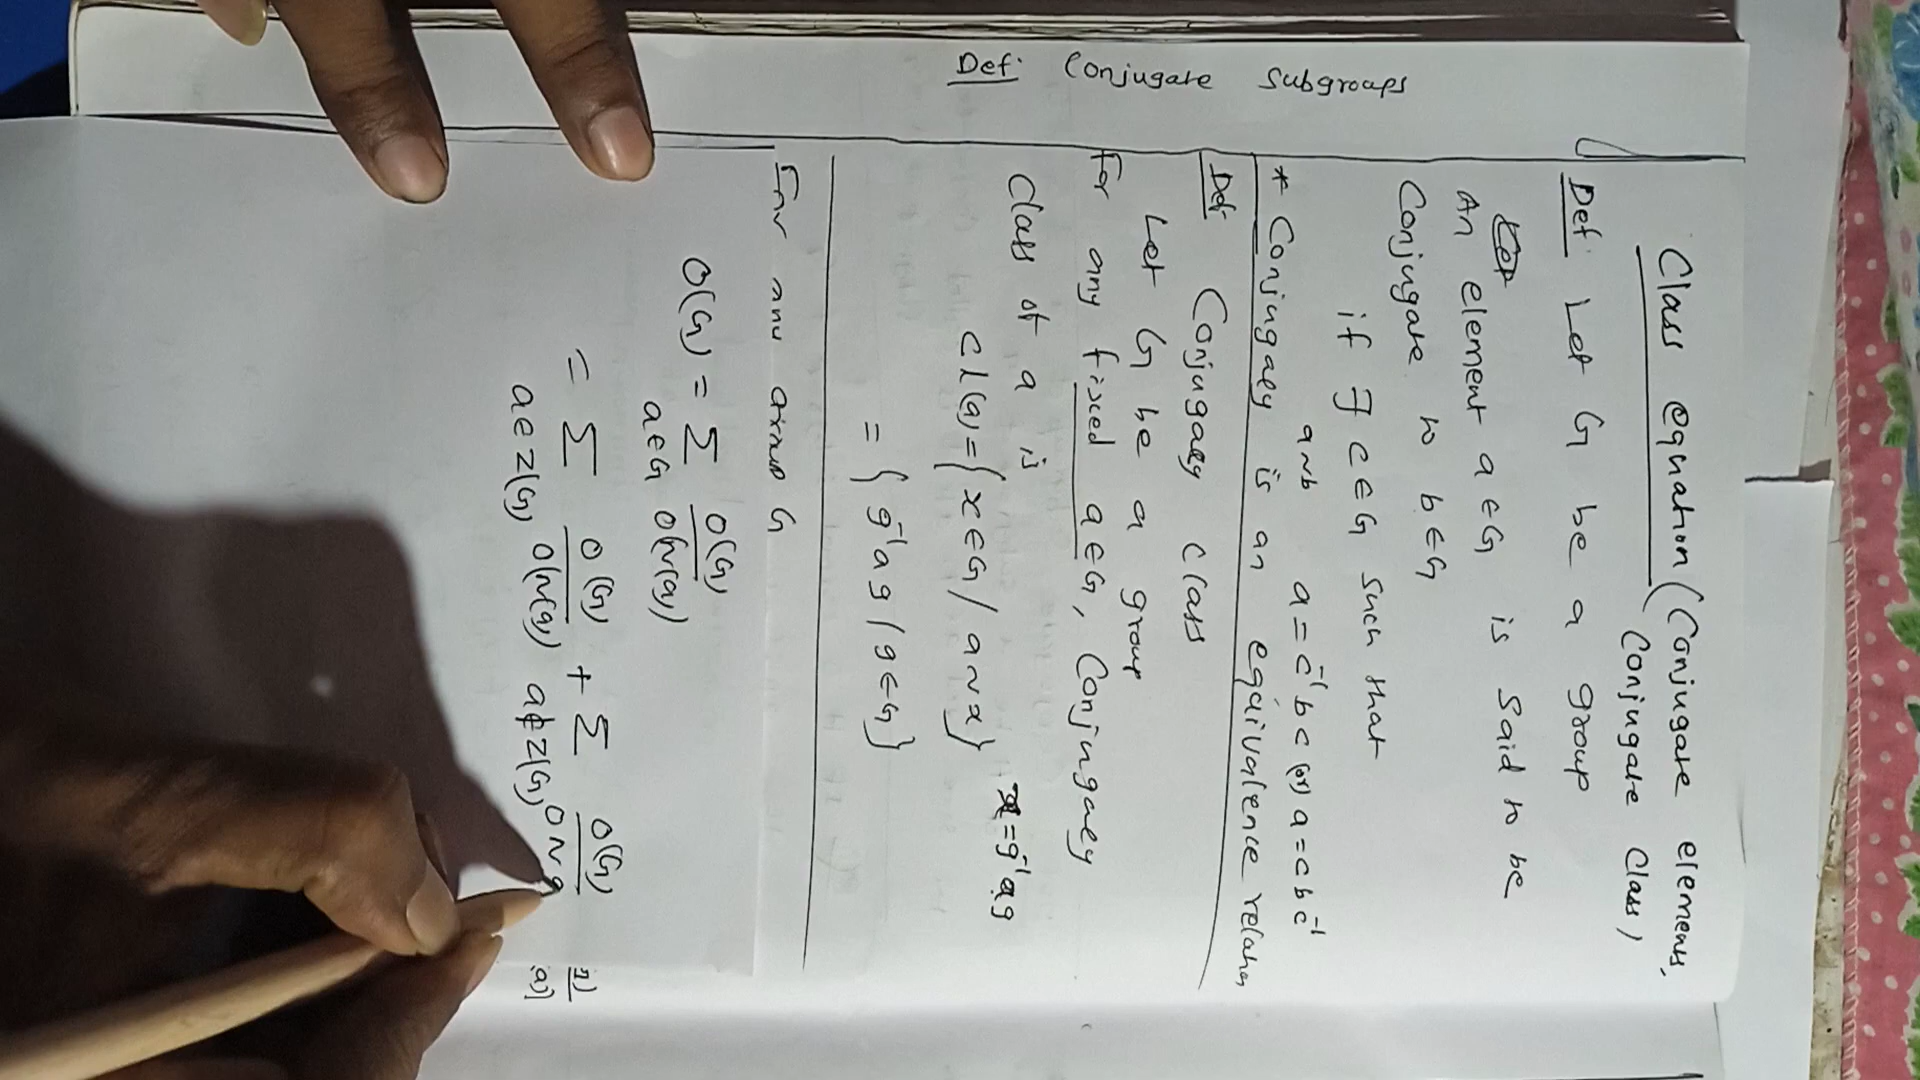 Class equation (Conjugate elements,
Conjugate class)
Def: Let G be a group
An element a∈G is said to be
Conjugate to b∈G
if ∃ c∈G such that
a~b a = c⁻¹bc (or) a = cbc⁻¹
* Conjugacy is an equivalence relation
Def: Conjugacy class
Let G be a group
For any fixed a∈G, Conjugacy
Class of a is
x = g⁻¹ag
cl(a) = {x∈G / a~x}
= {g⁻¹ag / g∈G}
For any group G
O(G) = Σ O(G)
a∈G O(N(a))
= Σ O(G) + Σ O(G)
a∈Z(G) O(N(a)) a∉Z(G) O N a
Def: Conjugate Subgroups